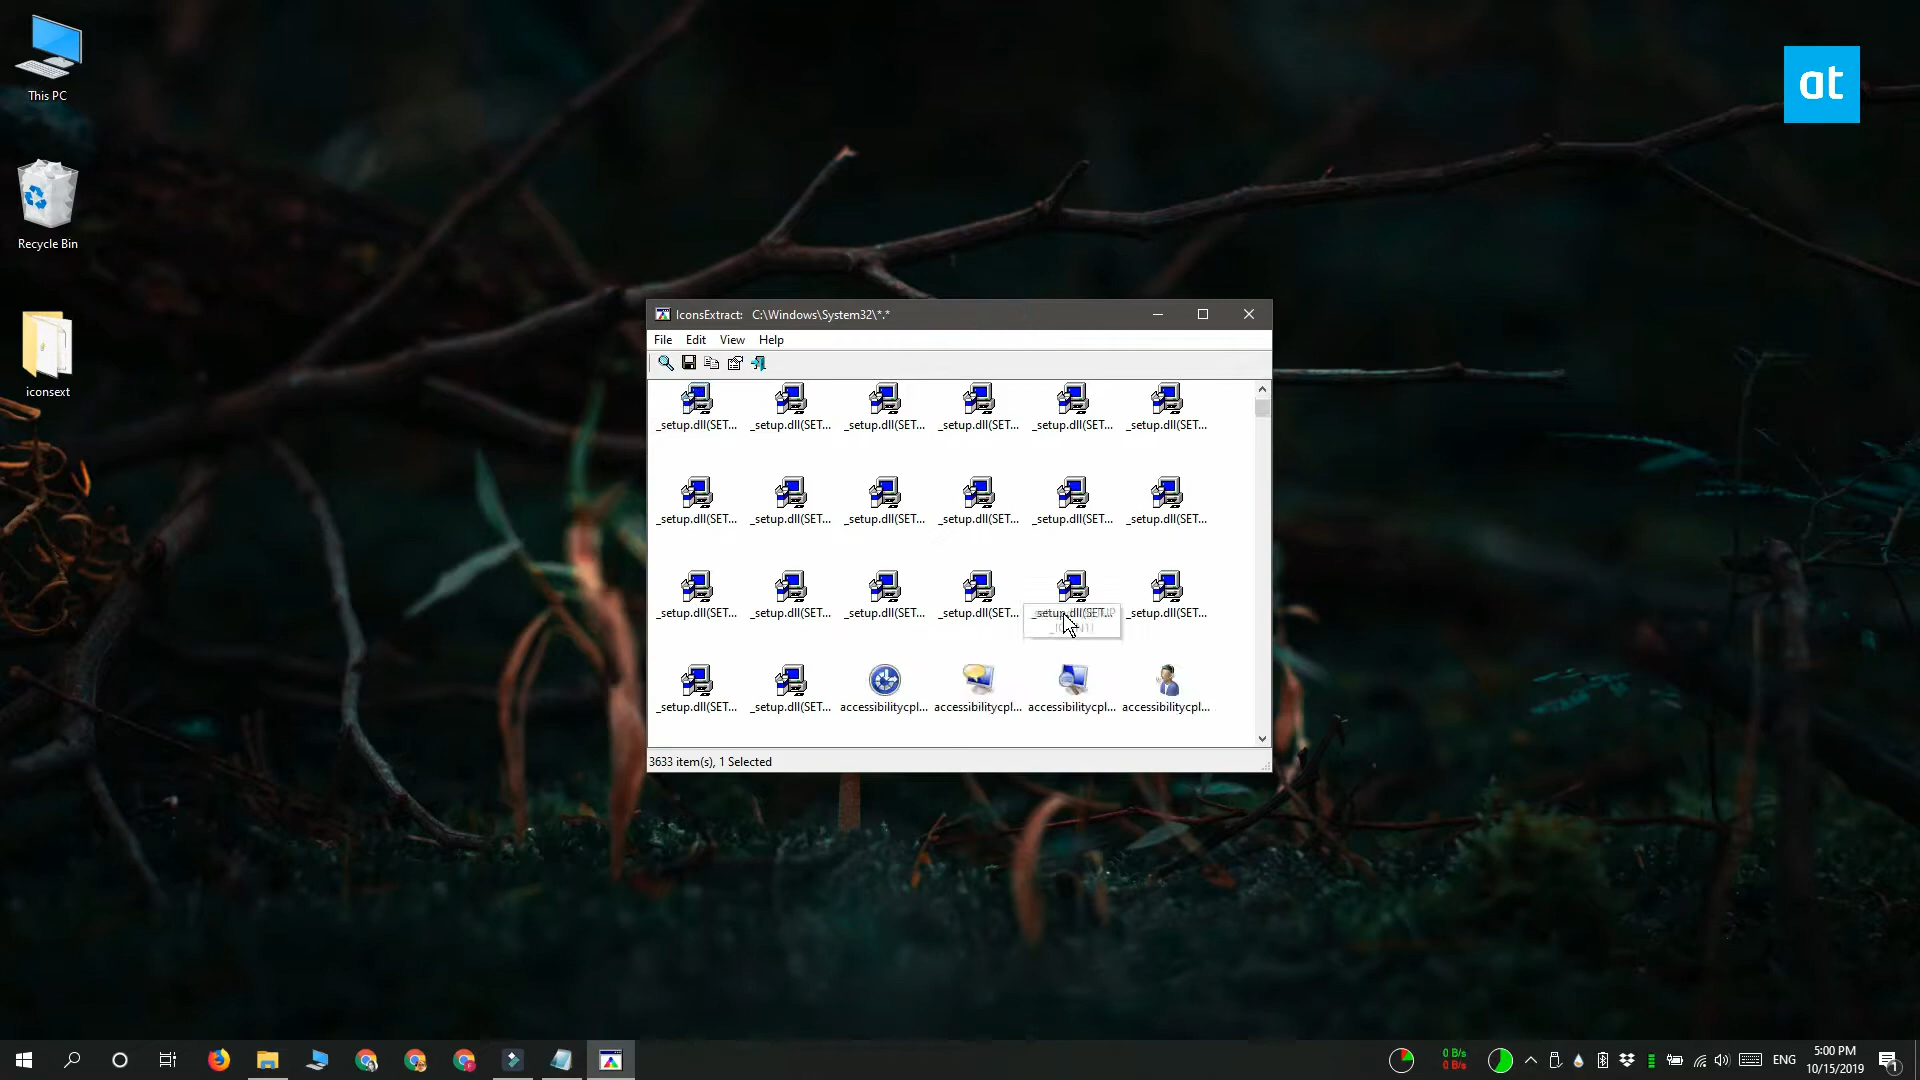 This PC
Recycle Bin
iconsext
at
IconsExtract: C:\Windows\System32\*.*
File Edit View Help
_setup.dll(SET... _setup.dll(SET... _setup.dll(SET... _setup.dll(SET... _setup.dll(SET... _setup.dll(SET...
_setup.dll(SET... _setup.dll(SET... _setup.dll(SET... _setup.dll(SET... _setup.dll(SET... _setup.dll(SET...
_setup.dll(SET... _setup.dll(SET... _setup.dll(SET... _setup.dll(SET... _setup.dll(SET... _setup.dll(SET...
_setup.dll(SET... _setup.dll(SET... accessibilitycpl... accessibilitycpl... accessibilitycpl... accessibilitycpl...
3633 item(s), 1 Selected
0 B/s
0 B/s
ENG
5:00 PM
10/15/2019
1